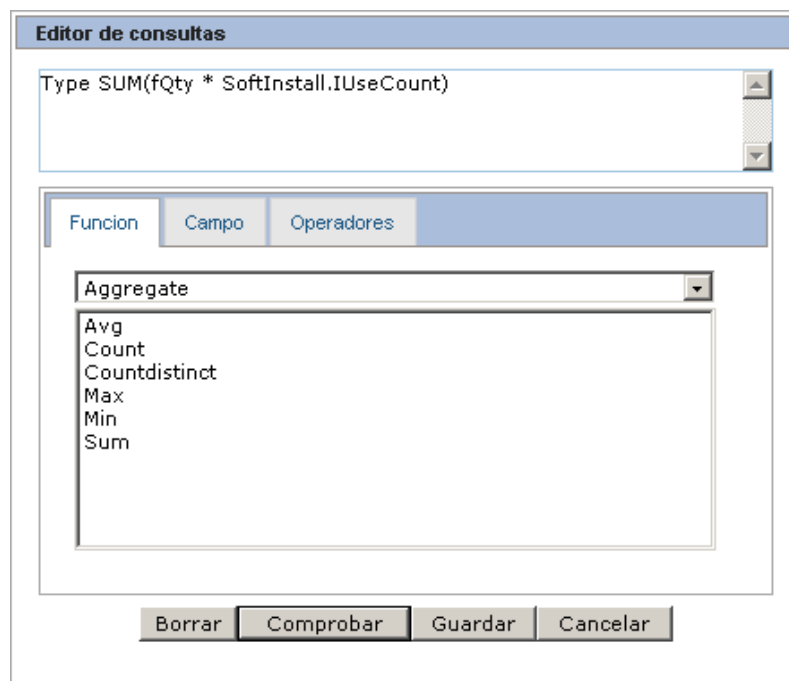 Editor de consultas
Type SUM(fQty * SoftInstall.IUseCount)
Funcion Campo Operadores
Aggregate
Avg
Count
Countdistinct
Max
Min
Sum
Borrar Comprobar Guardar Cancelar